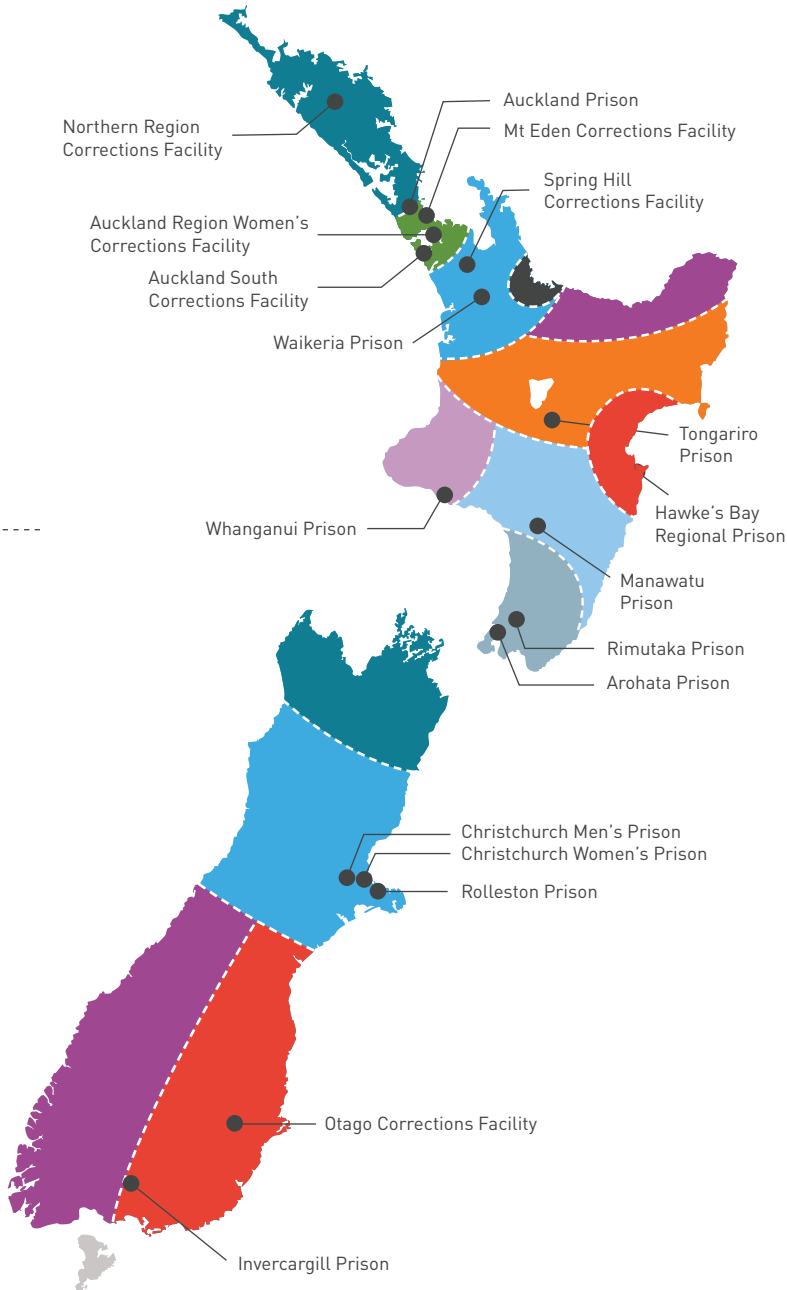 Auckland Prison
Northern Region
Corrections Facility
Mt Eden Corrections Facility
Spring Hill
Corrections Facility
Auckland Region Women’s
Corrections Facility
Auckland South
Corrections Facility
Waikeria Prison
Tongariro
Prison
Hawke’s Bay
Regional Prison
Whanganui Prison
Manawatu
Prison
Rimutaka Prison
Arohata Prison
Christchurch Men’s Prison
Christchurch Women’s Prison
Rolleston Prison
Otago Corrections Facility
Invercargill Prison